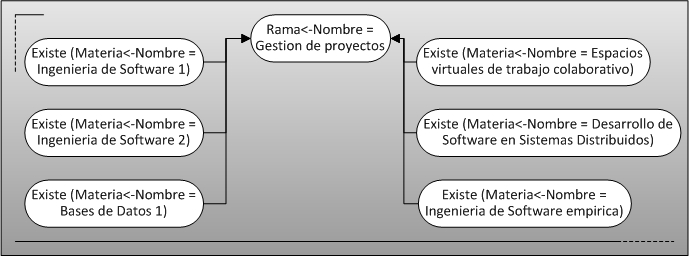 Rama<-Nombre =
Gestion de proyectos
Existe (Materia<-Nombre =
Ingenieria de Software 1)
Existe (Materia<-Nombre =
Ingenieria de Software 2)
Existe (Materia<-Nombre =
Bases de Datos 1)
Existe (Materia<-Nombre = Espacios
virtuales de trabajo colaborativo)
Existe (Materia<-Nombre = Desarrollo de
Software en Sistemas Distribuidos)
Existe (Materia<-Nombre =
Ingenieria de Software empirica)